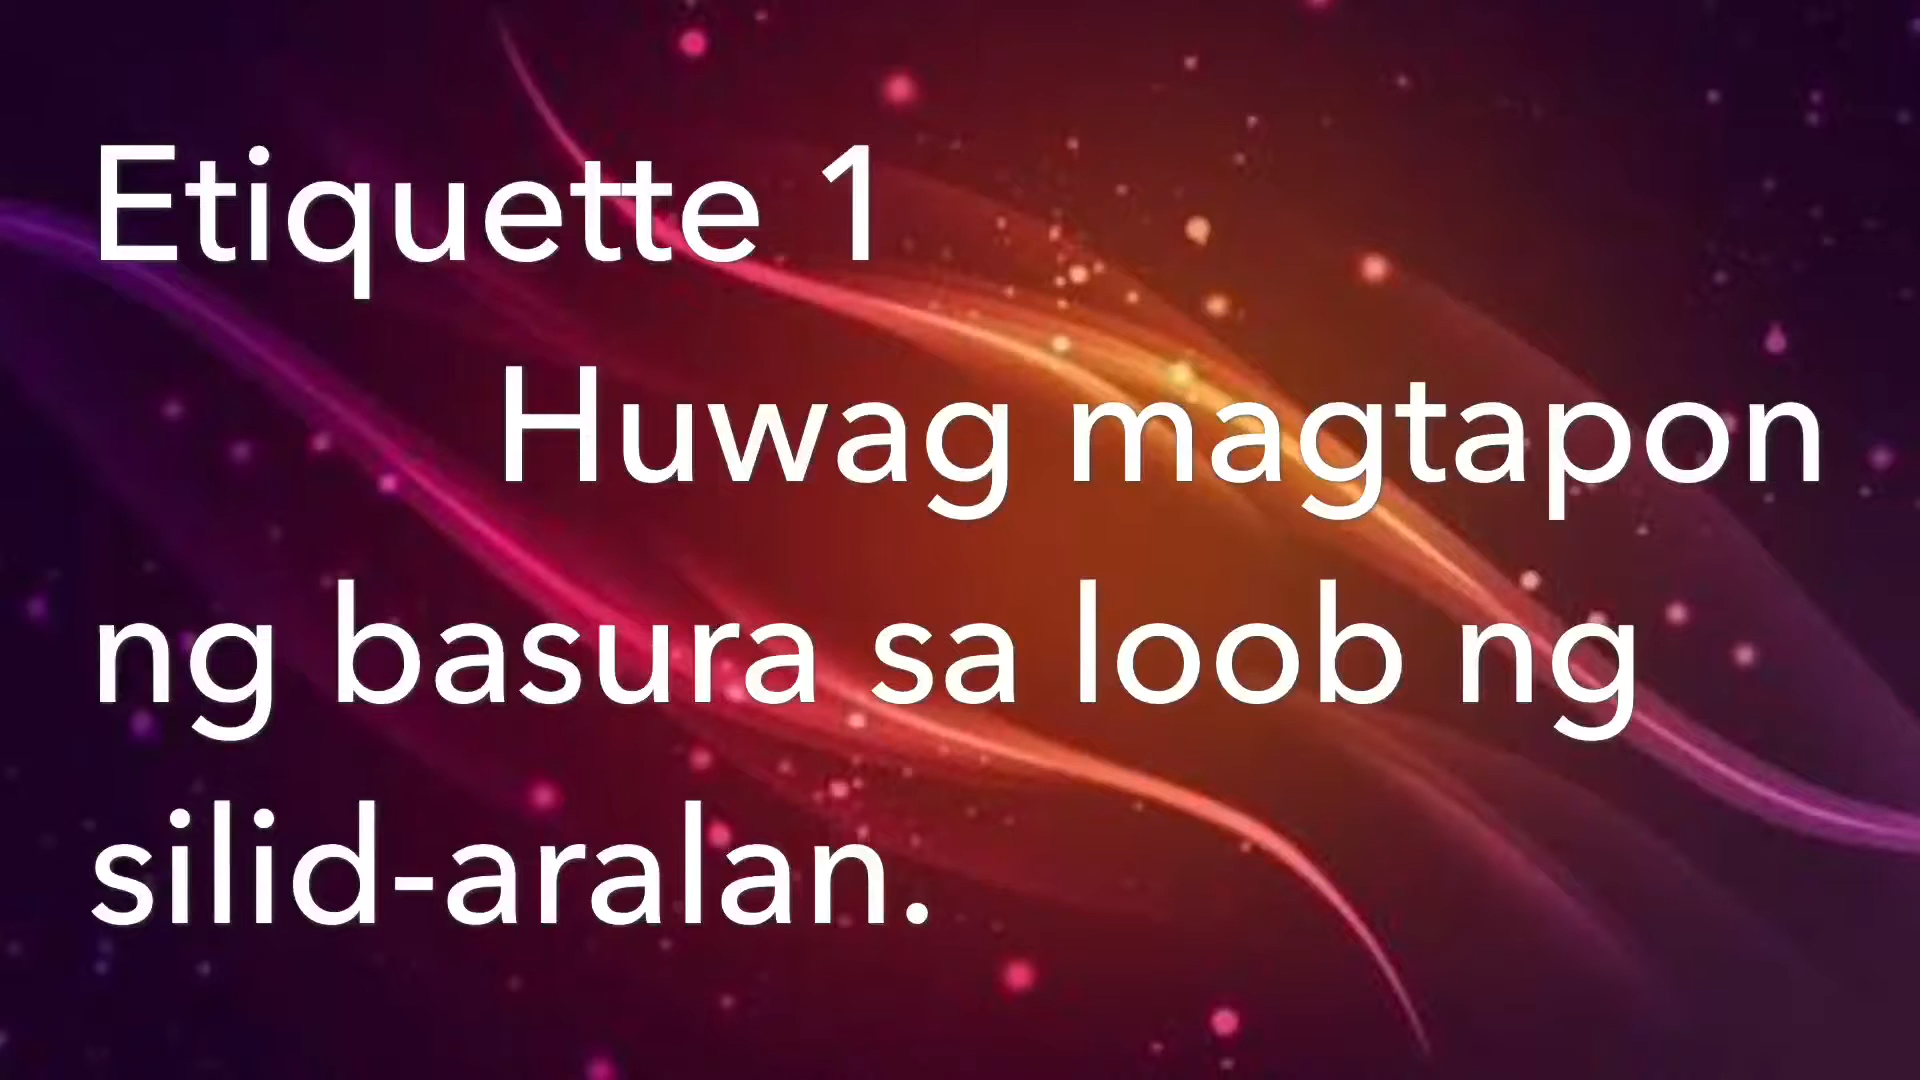 Etiquette 1
Huwag magtapon
ng basura sa loob ng
silid-aralan.